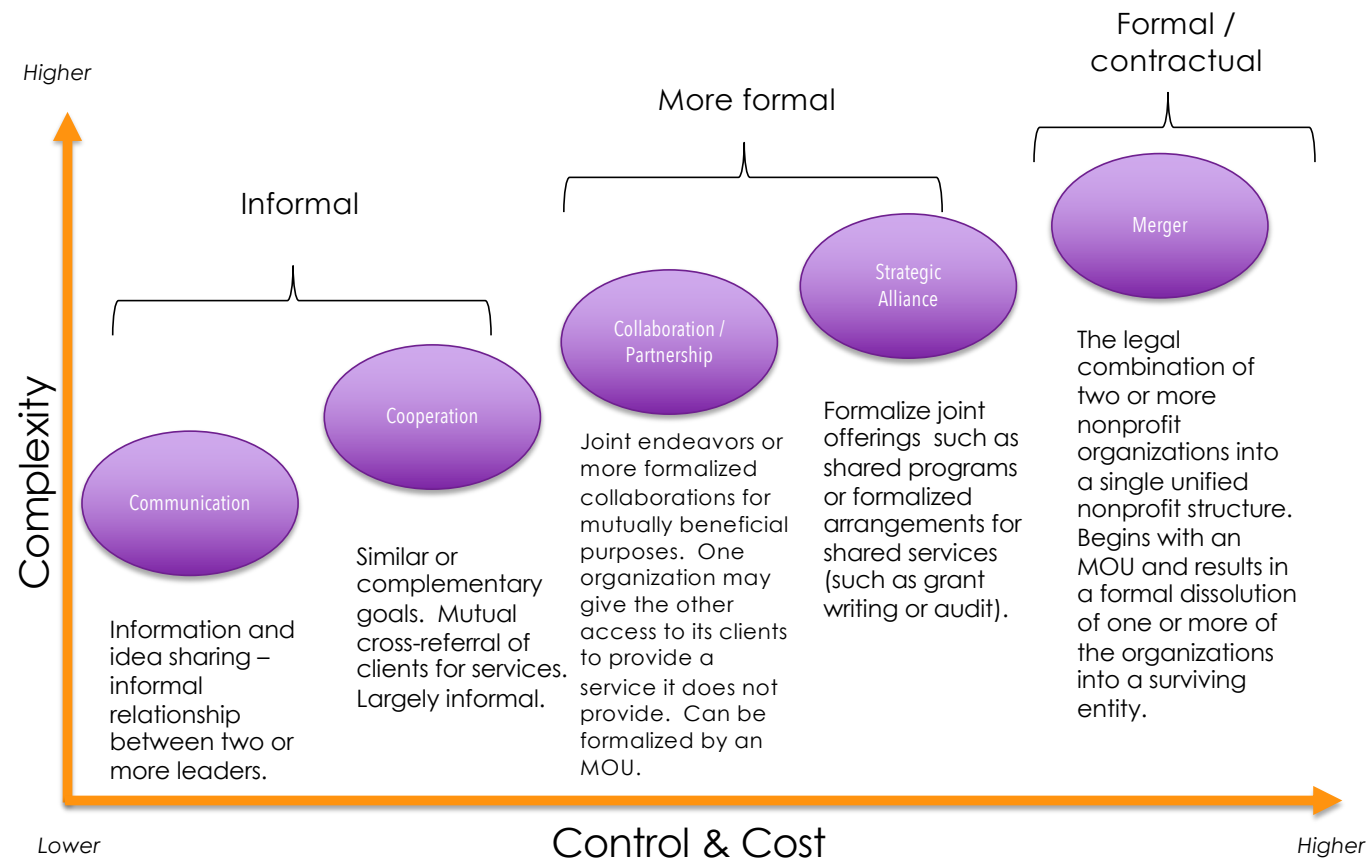 Formal /
contractual
Higher
More formal
Informal
Merger
Strategic
Alliance
Collaboration /
Partnership
Cooperation
Communication
Complexity
Information and
idea sharing –
informal
relationship
between two or
more leaders.
Similar or
complementary
goals.  Mutual
cross-referral of
clients for services.
Largely informal.
Joint endeavors or
more formalized
collaborations for
mutually beneficial
purposes.  One
organization may
give the other
access to its clients
to provide a
service it does not
provide.  Can be
formalized by an
MOU.
Formalize joint
offerings  such as
shared programs
or formalized
arrangements for
shared services
(such as grant
writing or audit).
The legal
combination of
two or more
nonprofit
organizations into
a single unified
nonprofit structure.
Begins with an
MOU and results in
a formal dissolution
of one or more of
the organizations
into a surviving
entity.
Lower
Control & Cost
Higher